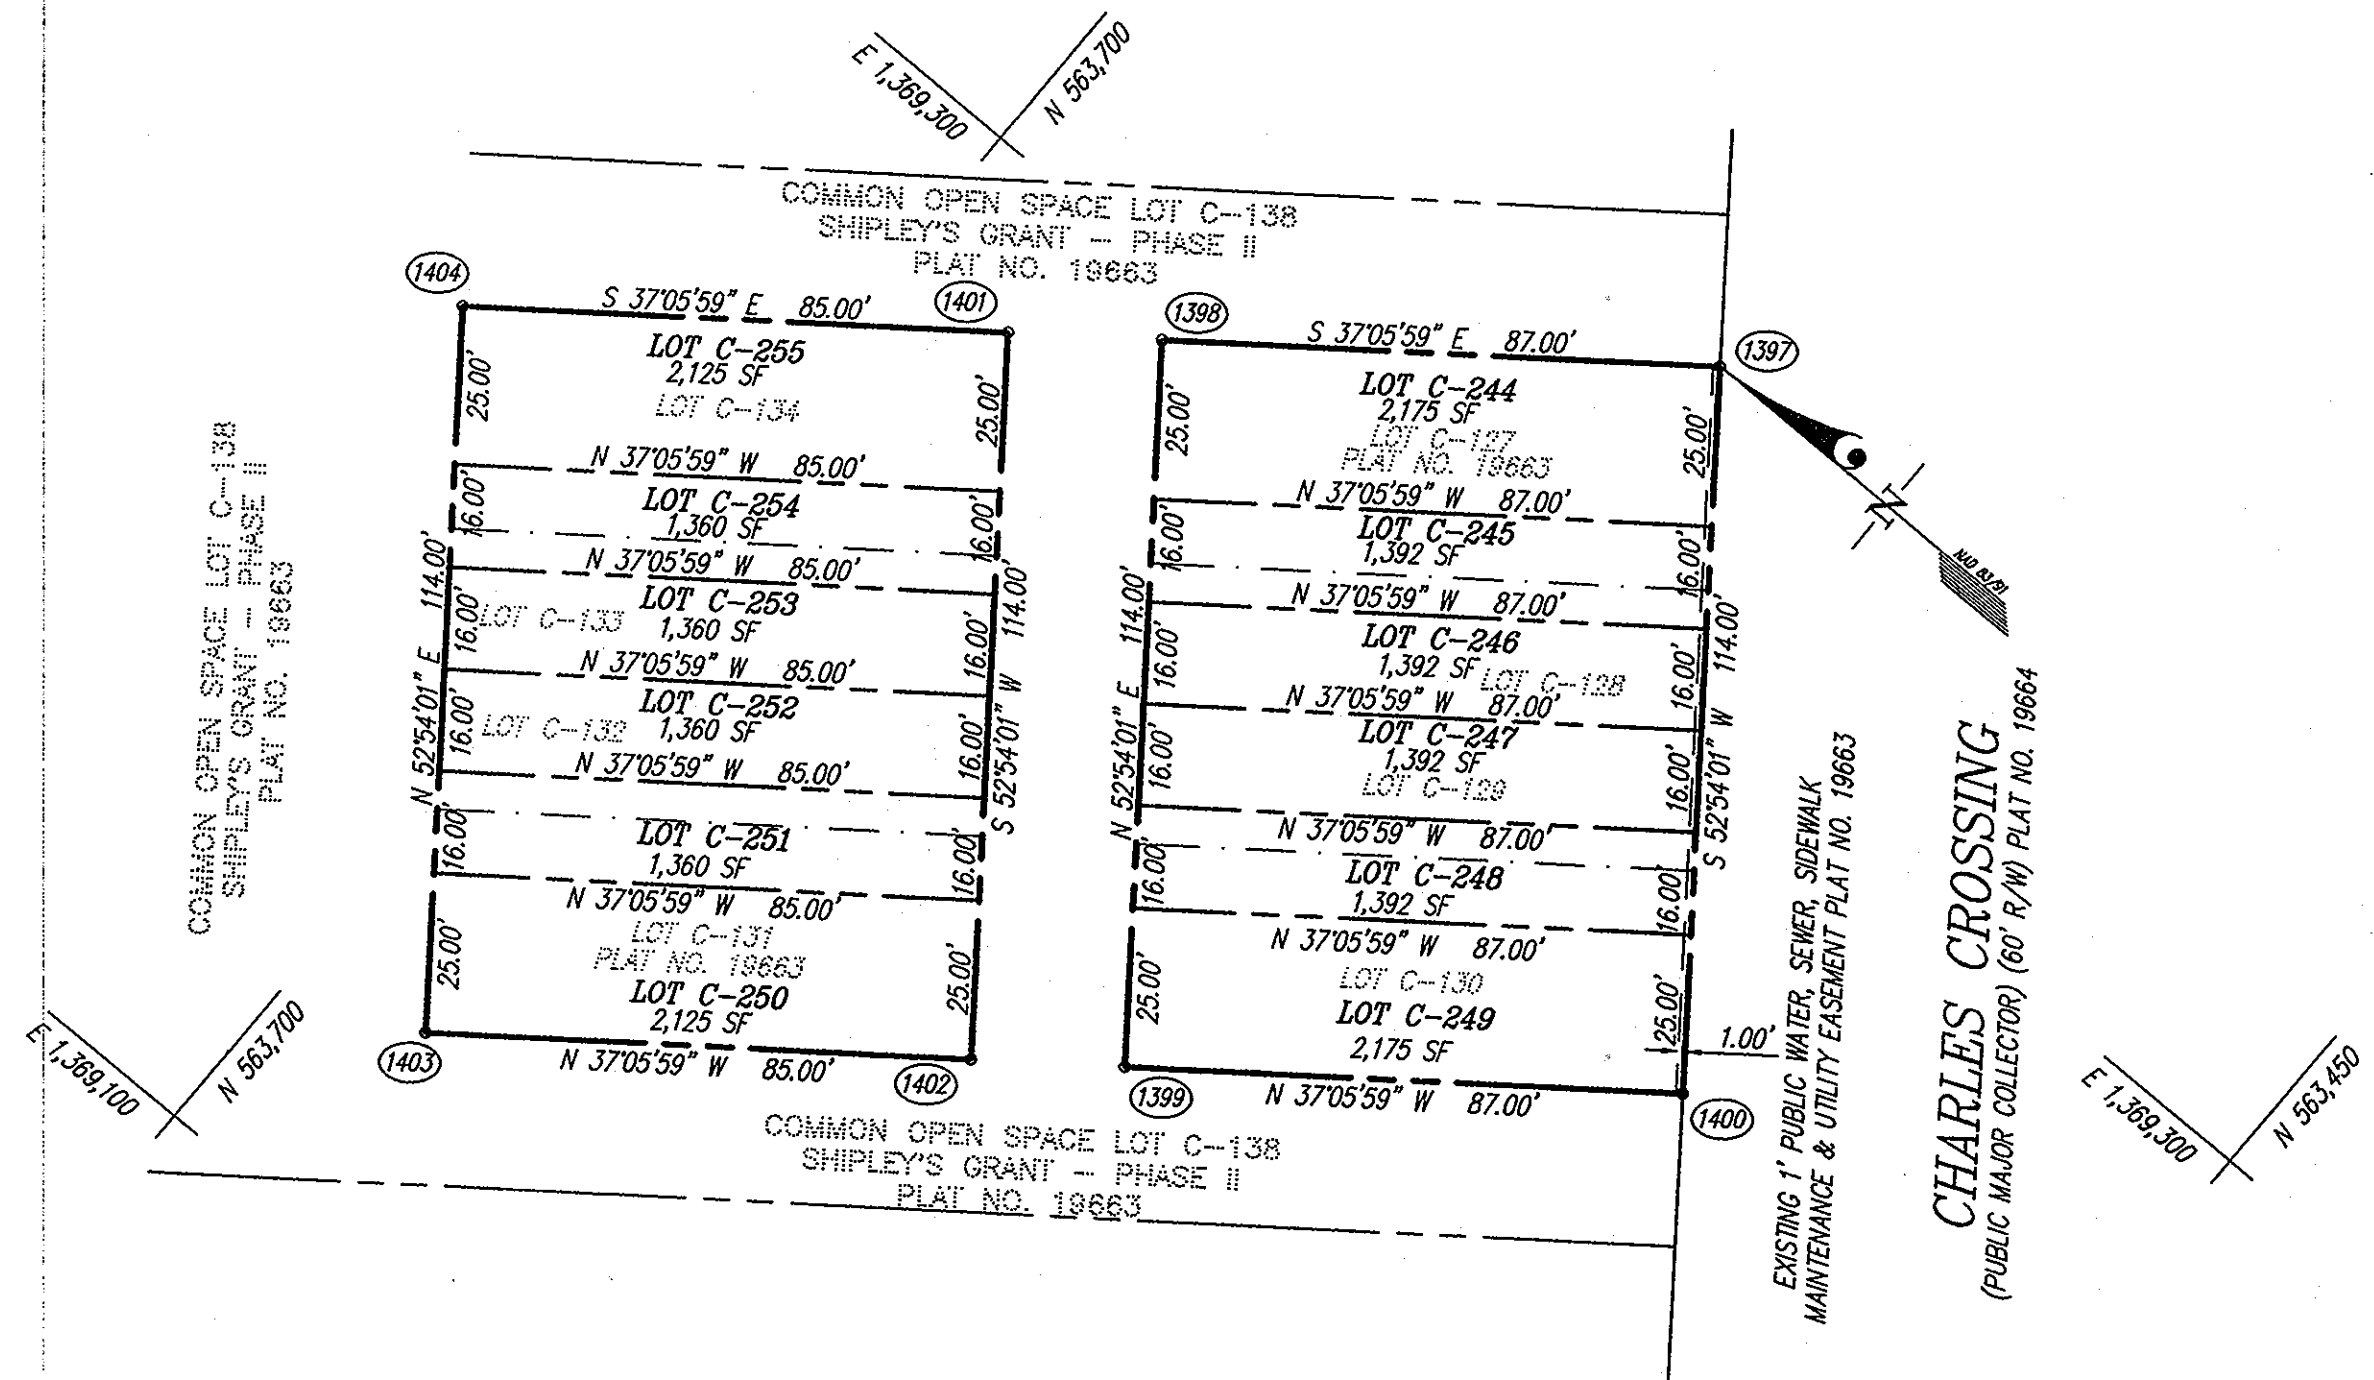 E 1,369,300
N 563,700
COMMON OPEN SPACE LOT C-138
SHIPLEY'S GRANT - PHASE II
PLAT NO. 19663
1404
S 37°05'59" E 85.00'
1401
LOT C-255
2,125 SF
LOT C-134
25.00'
25.00'
N 37°05'59" W 85.00'
LOT C-254
1,360 SF
16.00'
16.00'
N 37°05'59" W 85.00'
LOT C-253
LOT C-133
1,360 SF
16.00'
16.00'
N 37°05'59" W 85.00'
LOT C-252
LOT C-132
1,360 SF
16.00'
16.00'
N 37°05'59" W 85.00'
LOT C-251
1,360 SF
16.00'
16.00'
N 37°05'59" W 85.00'
LOT C-131
PLAT NO. 19663
LOT C-250
2,125 SF
25.00'
25.00'
N 52°54'01" E 114.00'
S 52°54'01" W 114.00'
1403
N 37°05'59" W 85.00'
1402
1398
S 37°05'59" E 87.00'
1397
LOT C-244
2,175 SF
LOT C-127
PLAT NO. 19663
25.00'
25.00'
N 37°05'59" W 87.00'
LOT C-245
1,392 SF
16.00'
16.00'
N 37°05'59" W 87.00'
LOT C-246
1,392 SF
LOT C-128
16.00'
16.00'
N 37°05'59" W 87.00'
LOT C-247
1,392 SF
LOT C-129
16.00'
16.00'
N 37°05'59" W 87.00'
LOT C-248
1,392 SF
16.00'
16.00'
N 37°05'59" W 87.00'
LOT C-130
LOT C-249
2,175 SF
25.00'
25.00'
1.00'
N 52°54'01" E 114.00'
S 52°54'01" W 114.00'
1399
N 37°05'59" W 87.00'
1400
COMMON OPEN SPACE LOT C-138
SHIPLEY'S GRANT - PHASE II
PLAT NO. 19663
COMMON OPEN SPACE LOT C-138
SHIPLEY'S GRANT - PHASE II
PLAT NO. 19663
E 1,369,100
N 563,700
N
NAD 83/91
EXISTING 1' PUBLIC WATER, SEWER, SIDEWALK
MAINTENANCE & UTILITY EASEMENT PLAT NO. 19663
CHARLES CROSSING
(PUBLIC MAJOR COLLECTOR) (60' R/W) PLAT NO. 19664
E 1,369,300
N 563,450